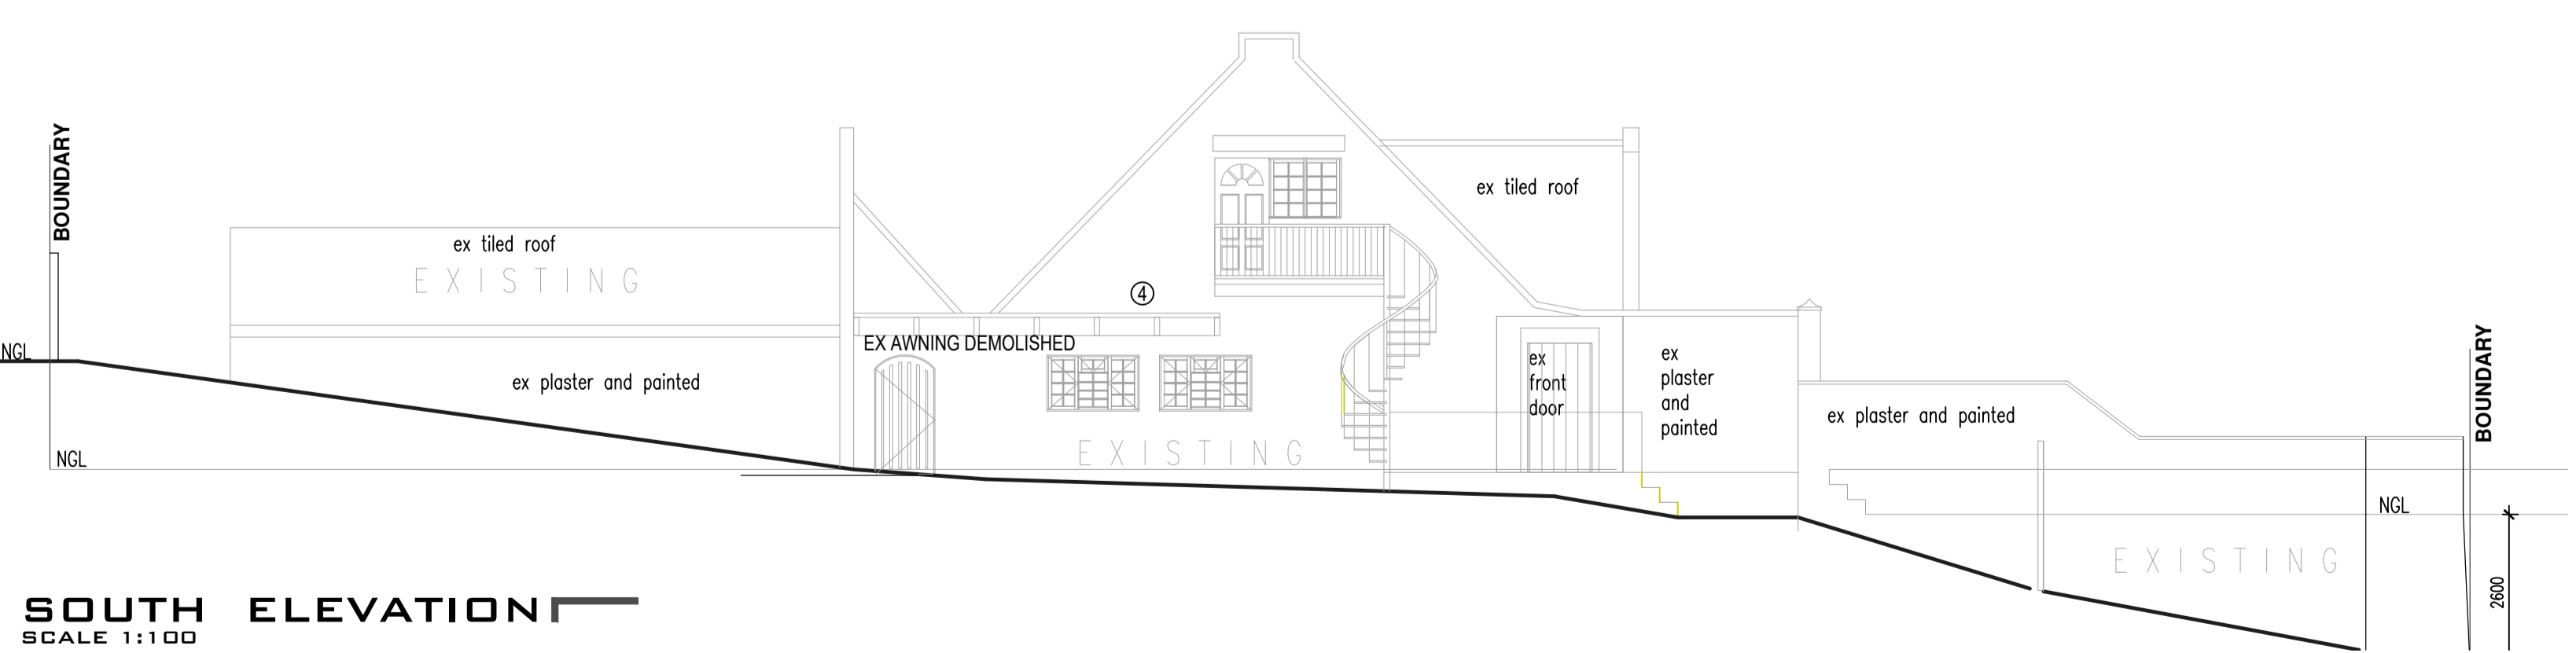 BOUNDARY
ex tiled roof
EXISTING
NGL
ex plaster and painted
NGL
4
EX AWNING DEMOLISHED
EXISTING
ex tiled roof
ex
front
door
ex
plaster
and
painted
ex plaster and painted
BOUNDARY
NGL
EXISTING
2600
SOUTH ELEVATION
SCALE 1:100